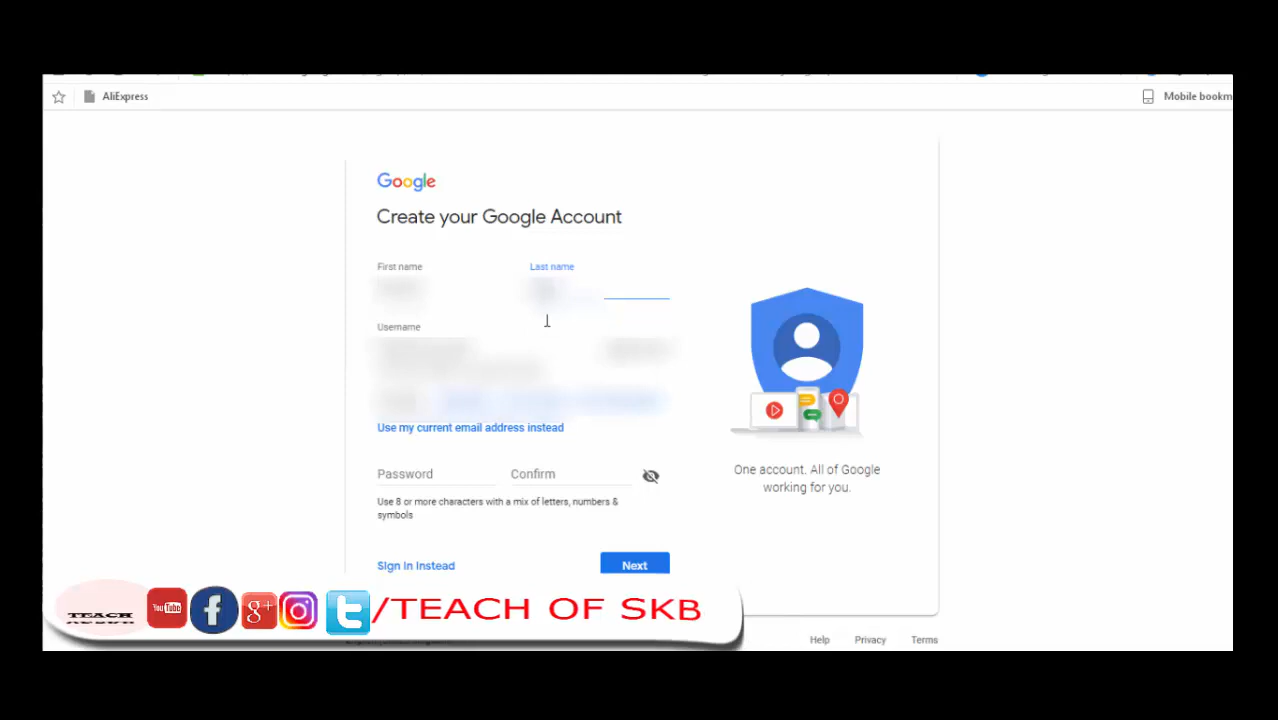 AliExpress
Mobile bookm
Google
Create your Google Account
First name
Last name
Username
Use my current email address instead
Password
Confirm
Use 8 or more characters with a mix of letters, numbers &
symbols
Sign in instead
Next
One account. All of Google
working for you.
TEACH
YouTube
/TEACH OF SKB
Help
Privacy
Terms